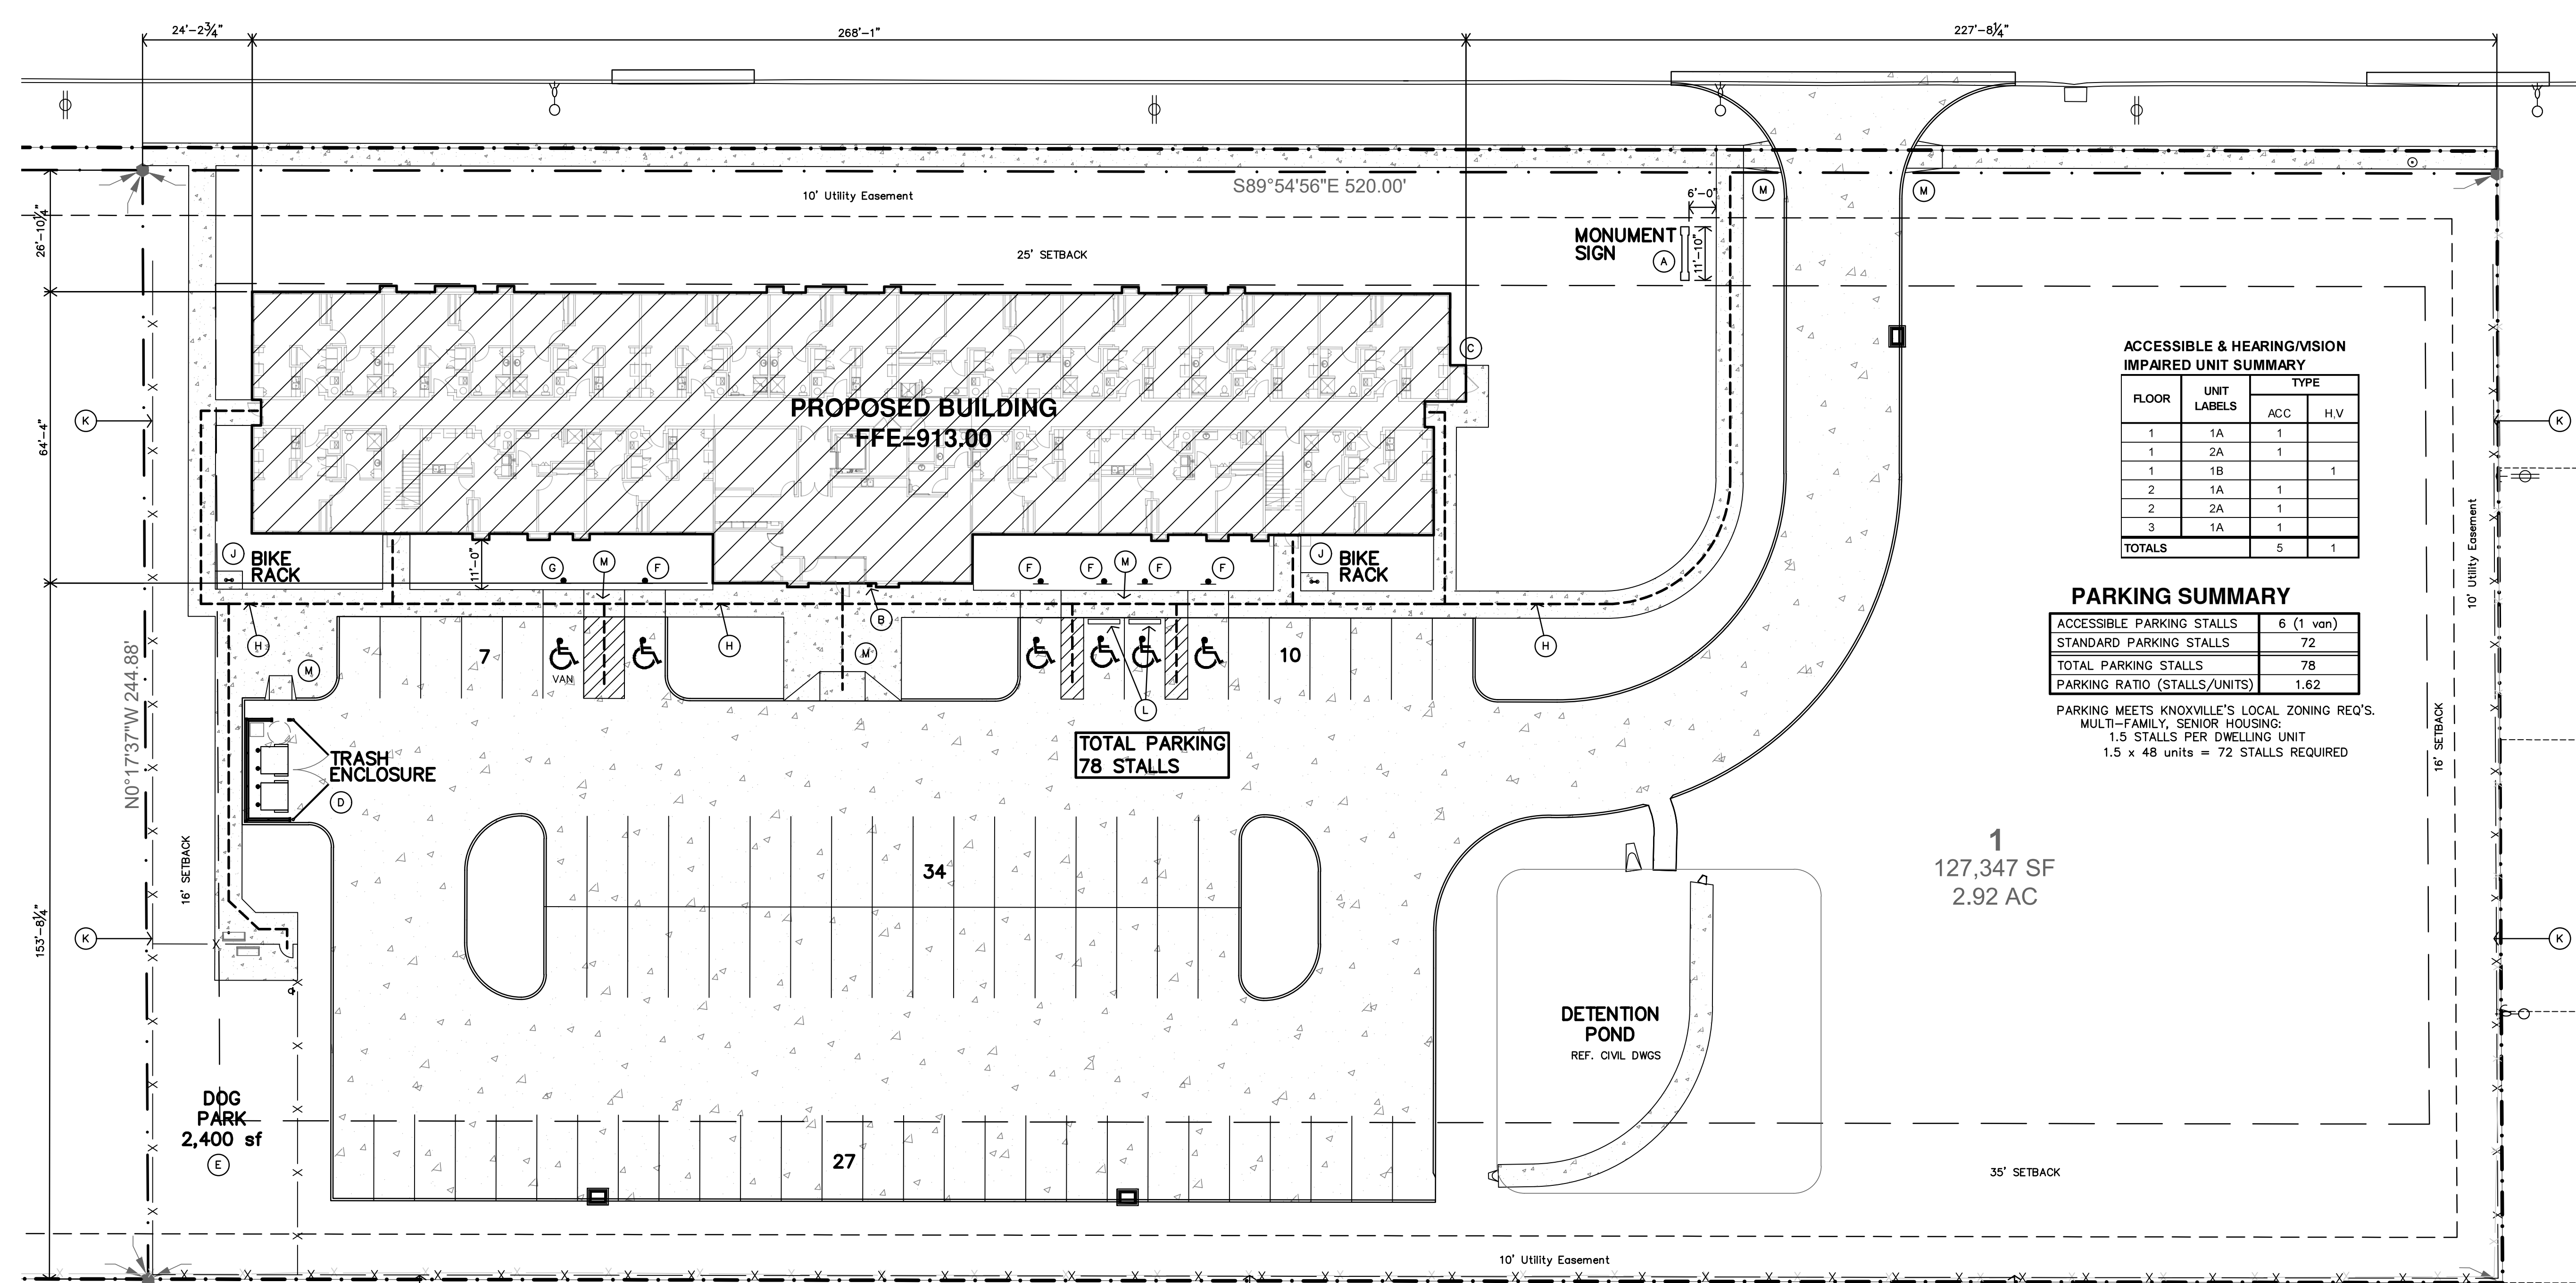 24'-2¾"
268'-1"
227'-8¼"
S89°54'56"E 520.00'
10' Utility Easement
6'-0"
M
M
26'-10¼"
MONUMENT
SIGN
A
11'-10"
25' SETBACK
C
ACCESSIBLE & HEARING/VISION
IMPAIRED UNIT SUMMARY
FLOOR UNIT LABELS TYPE
ACC H,V
1 1A 1
1 2A 1
1 1B 1
2 1A 1
2 2A 1
3 1A 1
TOTALS 5 1
PROPOSED BUILDING
FFE=913.00
K
K
64'-4"
10' Utility Easement
J BIKE
RACK
11'-0"
G
M
F
F
F
M
F
F
J BIKE
RACK
B
H
H
H
M
M
7
VAN
10
L
PARKING SUMMARY
ACCESSIBLE PARKING STALLS 6 (1 van)
STANDARD PARKING STALLS 72
TOTAL PARKING STALLS 78
PARKING RATIO (STALLS/UNITS) 1.62
PARKING MEETS KNOXVILLE'S LOCAL ZONING REQ'S.
MULTI-FAMILY, SENIOR HOUSING:
1.5 STALLS PER DWELLING UNIT
1.5 x 48 units = 72 STALLS REQUIRED
N0°17'37"W 244.88'
TOTAL PARKING
78 STALLS
TRASH
ENCLOSURE
D
16' SETBACK
16' SETBACK
34
1
127,347 SF
2.92 AC
153'-8¼"
K
K
DETENTION
POND
REF. CIVIL DWGS
DOG
PARK
2,400 sf
E
27
35' SETBACK
10' Utility Easement